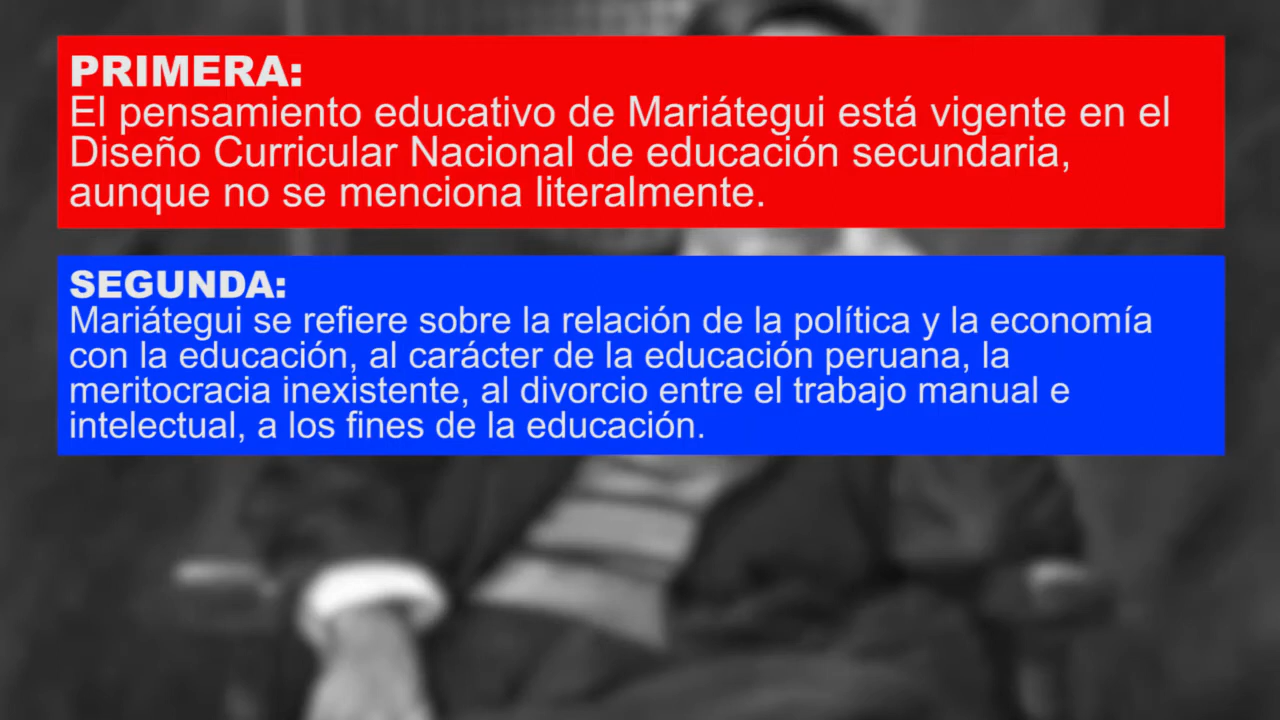 PRIMERA:
El pensamiento educativo de Mariátegui está vigente en el
Diseño Curricular Nacional de educación secundaria,
aunque no se menciona literalmente.
SEGUNDA:
Mariátegui se refiere sobre la relación de la política y la economía
con la educación, al carácter de la educación peruana, la
meritocracia inexistente, al divorcio entre el trabajo manual e
intelectual, a los fines de la educación.